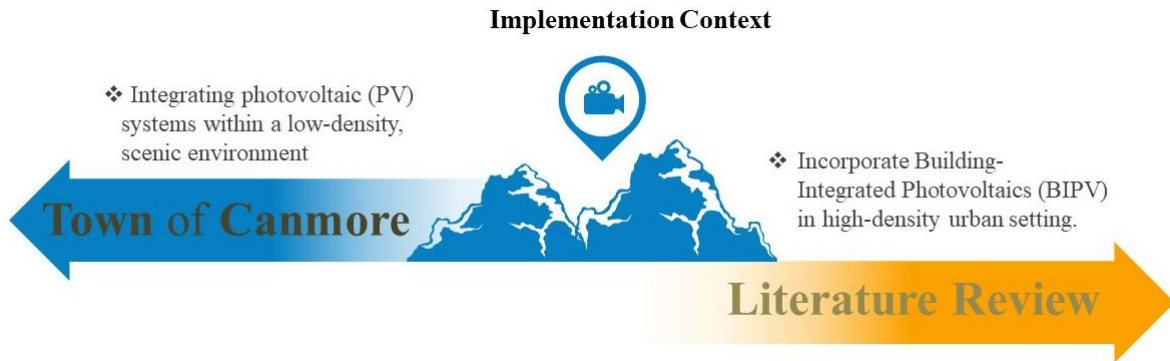 Implementation Context
❖ Integrating photovoltaic (PV)
systems within a low-density,
scenic environment
❖ Incorporate Building-
Integrated Photovoltaics (BIPV)
in high-density urban setting.
Town of Canmore
Literature Review